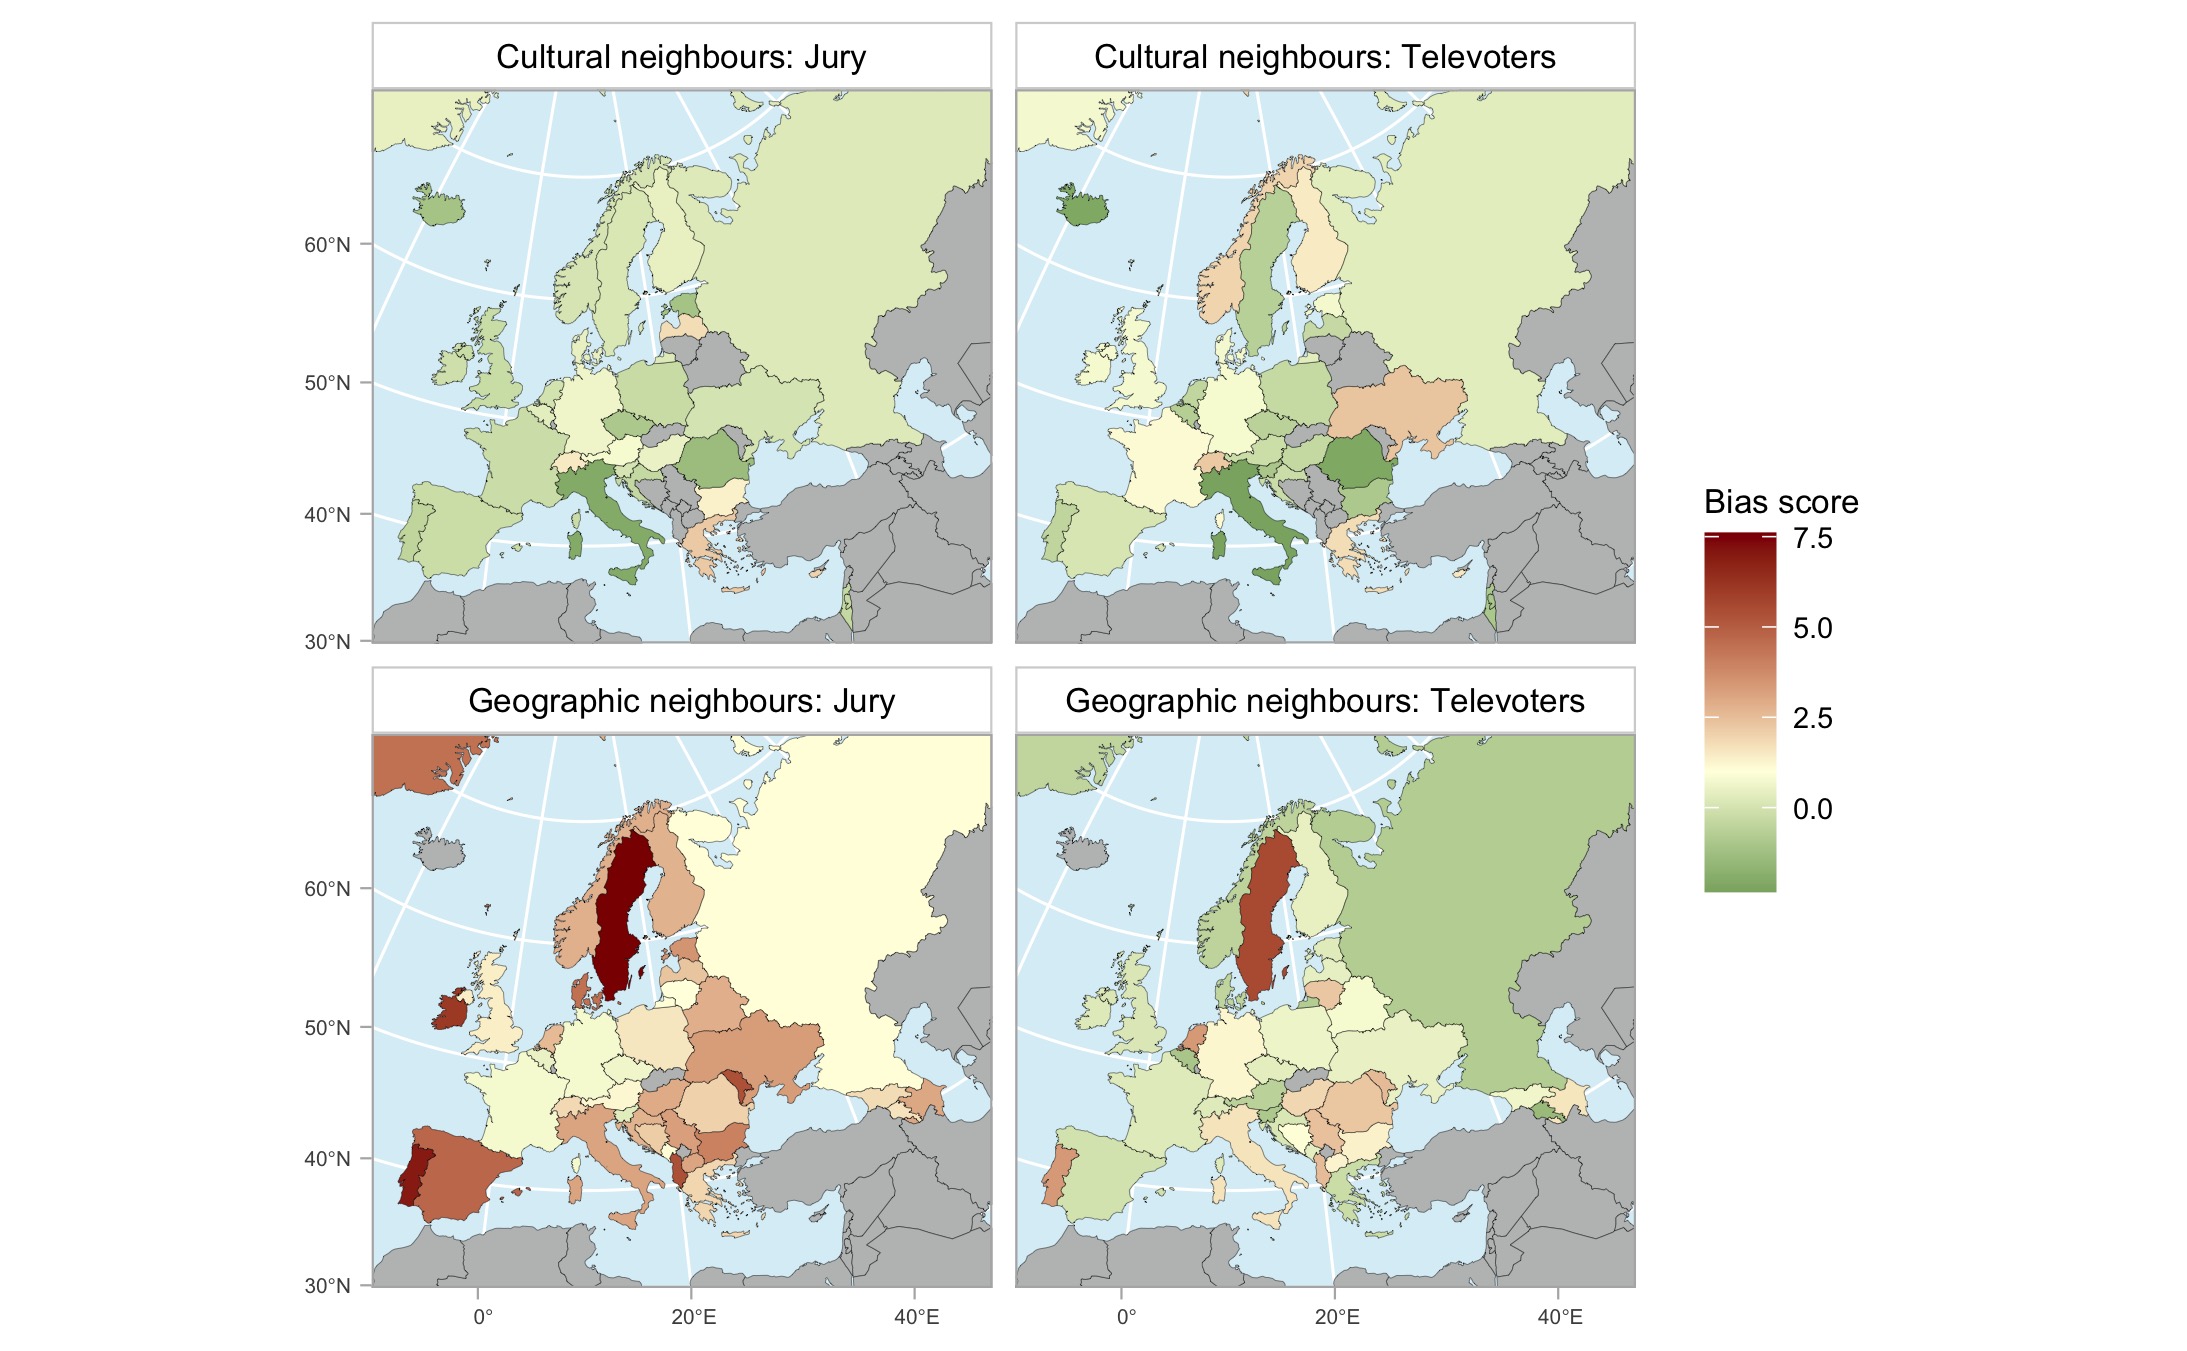 Cultural neighbours: Jury
Cultural neighbours: Televoters
60°N
50°N
40°N
30°N
Geographic neighbours: Jury
Geographic neighbours: Televoters
60°N
50°N
40°N
30°N
0°
20°E
40°E
0°
20°E
40°E
Bias score
7.5
5.0
2.5
0.0